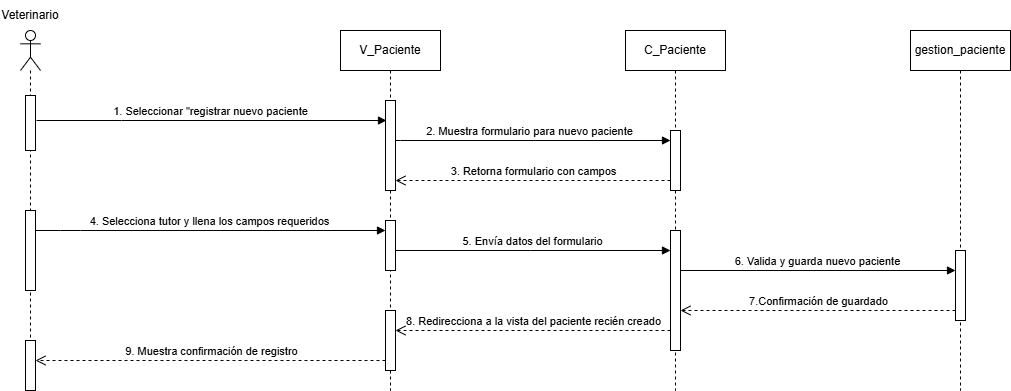 Veterinario
V_Paciente
C_Paciente
gestion_paciente
1. Seleccionar "registrar nuevo paciente
2. Muestra formulario para nuevo paciente
3. Retorna formulario con campos
4. Selecciona tutor y llena los campos requeridos
5. Envía datos del formulario
6. Valida y guarda nuevo paciente
7.Confirmación de guardado
8. Redirecciona a la vista del paciente recién creado
9. Muestra confirmación de registro